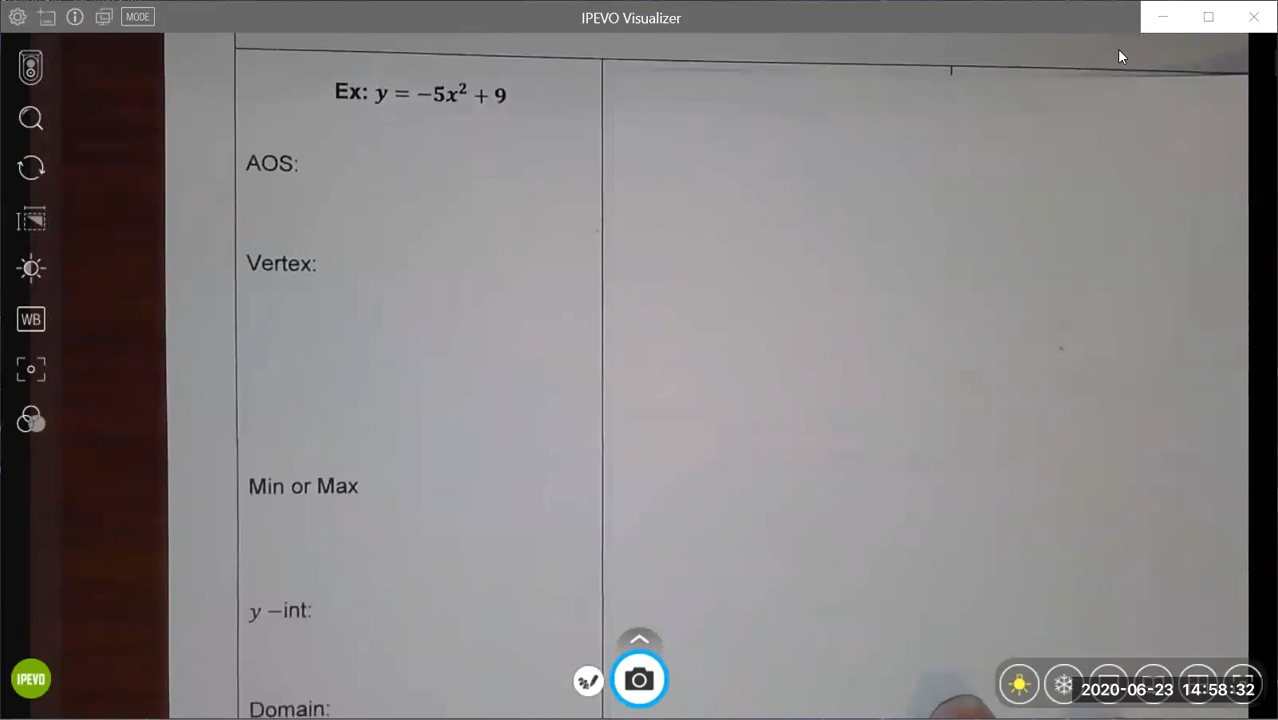 IPEVO Visualizer
MODE
Ex: y = −5x² + 9
AOS:
Vertex:
WB
Min or Max
y −int:
IPEVO
2020-06-23 14:58:32
Domain: